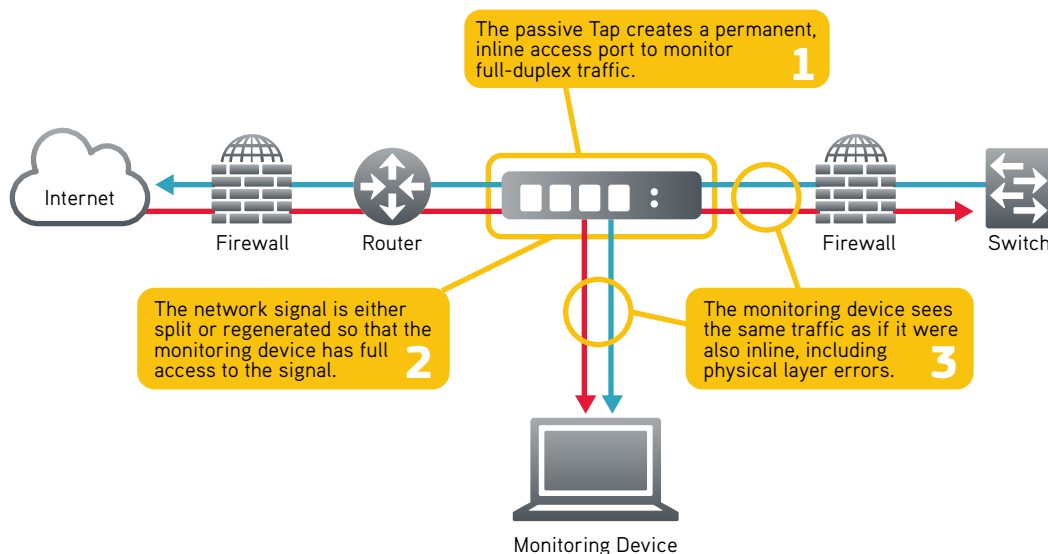 The passive Tap creates a permanent,
inline access port to monitor
full-duplex traffic.
1
Internet
Firewall
Router
Firewall
Switch
The network signal is either
split or regenerated so that the
monitoring device has full
access to the signal.
2
The monitoring device sees
the same traffic as if it were
also inline, including
physical layer errors.
3
Monitoring Device